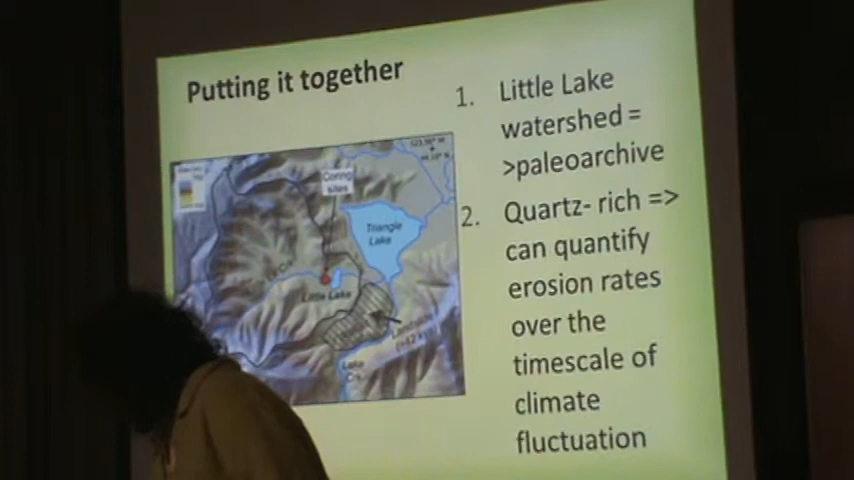 Putting it together
1. Little Lake
watershed =
>paleoarchive
2. Quartz- rich =>
can quantify
erosion rates
over the
timescale of
climate
fluctuation
Coring
sites
Triangle
Lake
Little Lake
Landslide
Lake